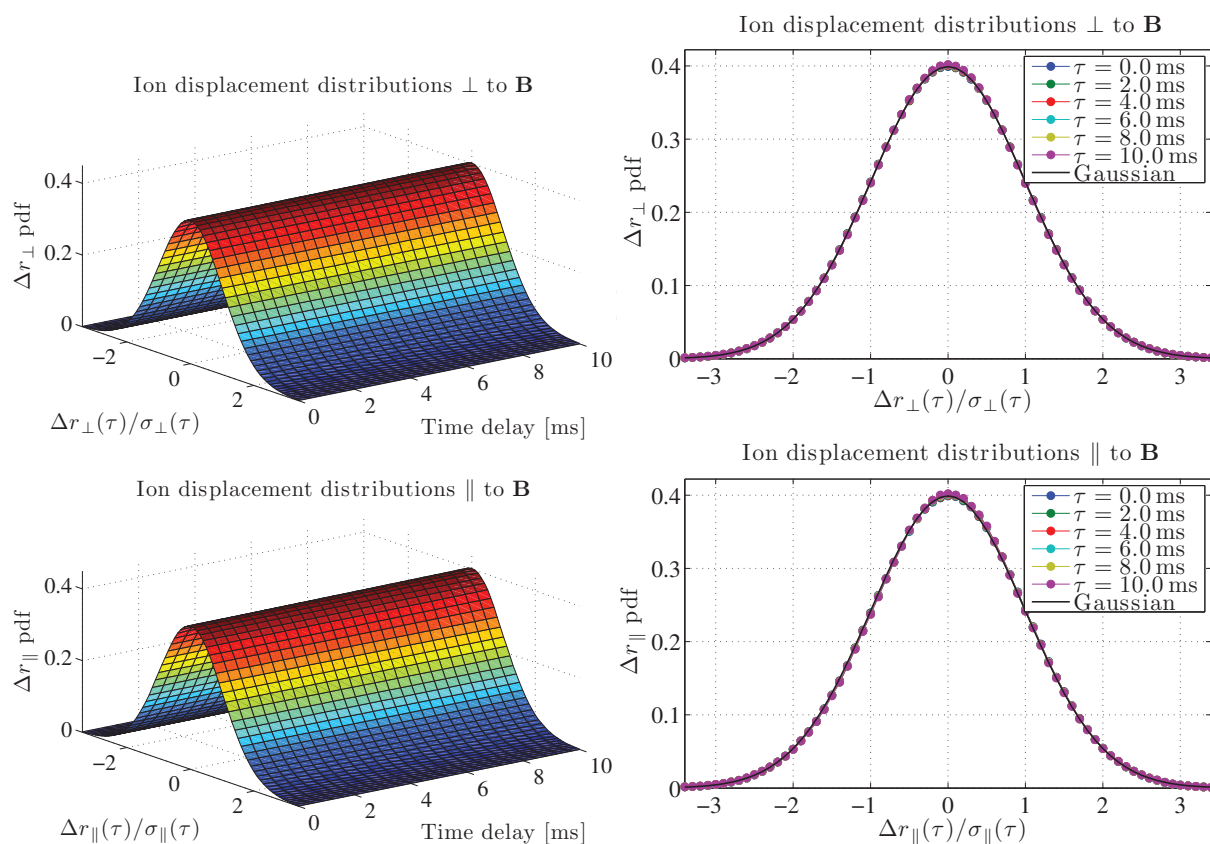 Ion displacement distributions ⊥ to B
Δr⊥ pdf
0.4
0.2
0
−2
0
2
0
2
4
6
8
10
Δr⊥(τ)/σ⊥(τ)
Time delay [ms]
Ion displacement distributions ⊥ to B
Δr⊥ pdf
0.4
0.3
0.2
0.1
0
−3
−2
−1
0
1
2
3
Δr⊥(τ)/σ⊥(τ)
τ = 0.0 ms
τ = 2.0 ms
τ = 4.0 ms
τ = 6.0 ms
τ = 8.0 ms
τ = 10.0 ms
Gaussian
Ion displacement distributions ∥ to B
Δr∥ pdf
0.4
0.2
0
−2
0
2
0
2
4
6
8
10
Δr∥(τ)/σ∥(τ)
Time delay [ms]
Ion displacement distributions ∥ to B
Δr∥ pdf
0.4
0.3
0.2
0.1
0
−3
−2
−1
0
1
2
3
Δr∥(τ)/σ∥(τ)
τ = 0.0 ms
τ = 2.0 ms
τ = 4.0 ms
τ = 6.0 ms
τ = 8.0 ms
τ = 10.0 ms
Gaussian